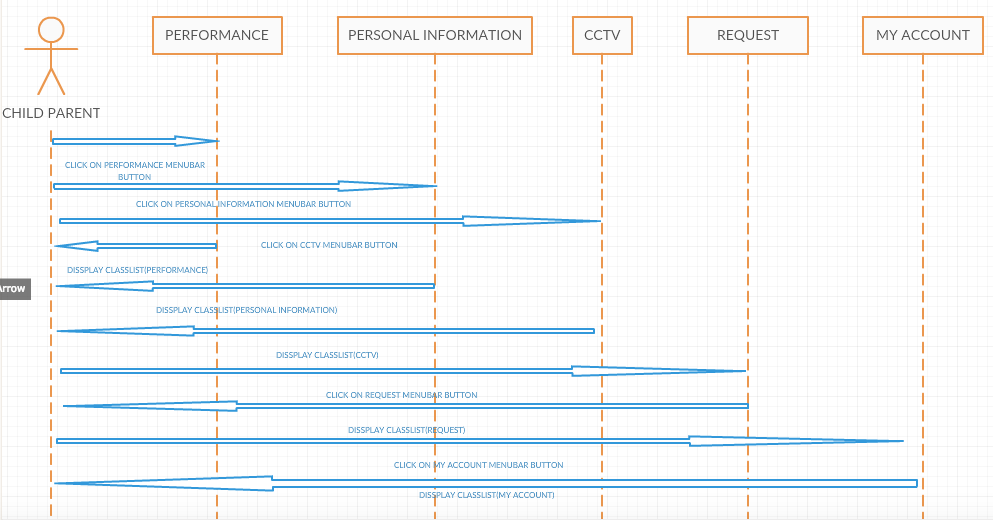 PERFORMANCE
PERSONAL INFORMATION
CCTV
REQUEST
MY ACCOUNT
CHILD PARENT
CLICK ON PERFORMANCE MENUBAR
BUTTON
CLICK ON PERSONAL INFORMATION MENUBAR BUTTON
CLICK ON CCTV MENUBAR BUTTON
DISSPLAY CLASSLIST(PERFORMANCE)
Arrow
DISSPLAY CLASSLIST(PERSONAL INFORMATION)
DISSPLAY CLASSLIST(CCTV)
CLICK ON REQUEST MENUBAR BUTTON
DISSPLAY CLASSLIST(REQUEST)
CLICK ON MY ACCOUNT MENUBAR BUTTON
DISSPLAY CLASSLIST(MY ACCOUNT)